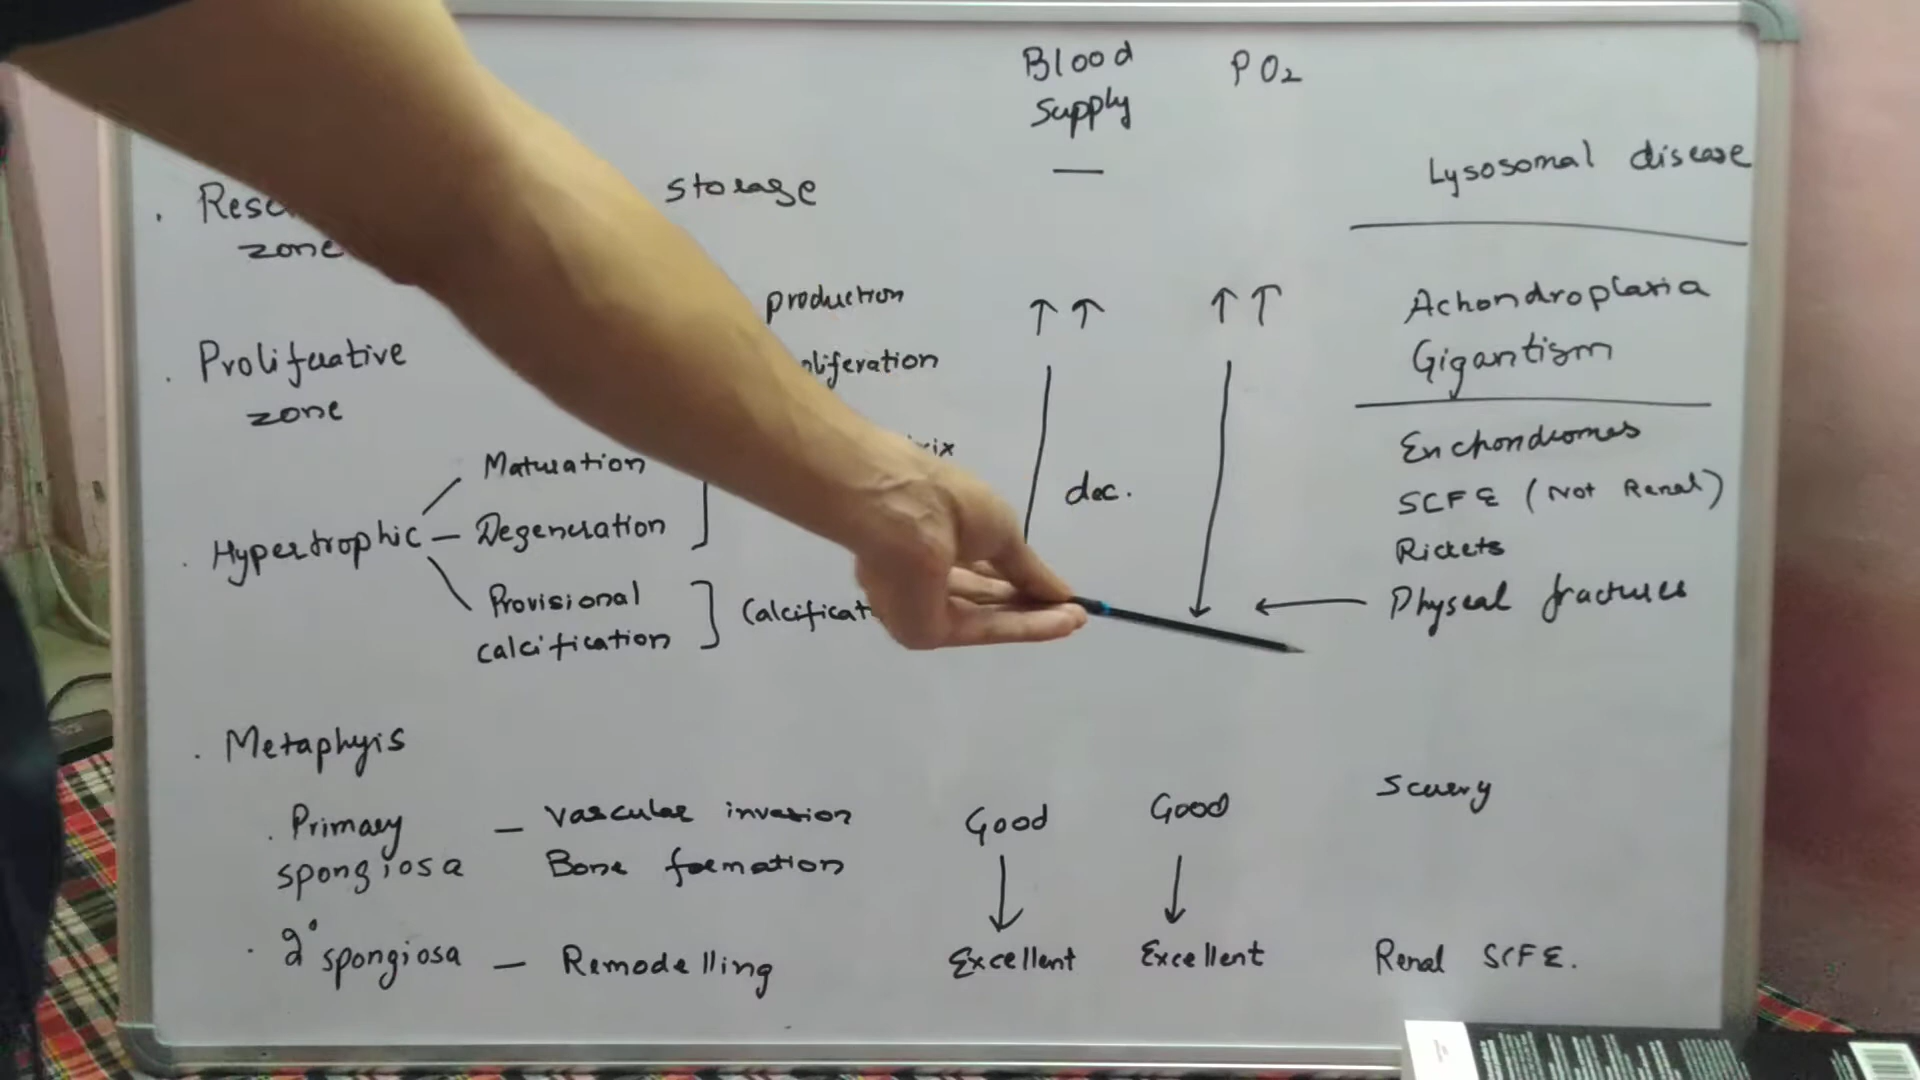 Blood PO2
Supply
Lysosomal disease
. storage —
zone
production ↑ ↑ ↑ ↑ Achondroplasia
. Proliferative Gigantism
zone
. Hypertrophic — Maturation Enchondromas
dec. SCFE (Not Renal)
— Degeneration Rickets
Provisional ← Physeal fractures
calcification
. Metaphyis
Scurvy
. Primary — vascular invasion Good Good
spongiosa Bone formation ↓ ↓
. 2° spongiosa — Remodelling Excellent Excellent Renal SCFE.